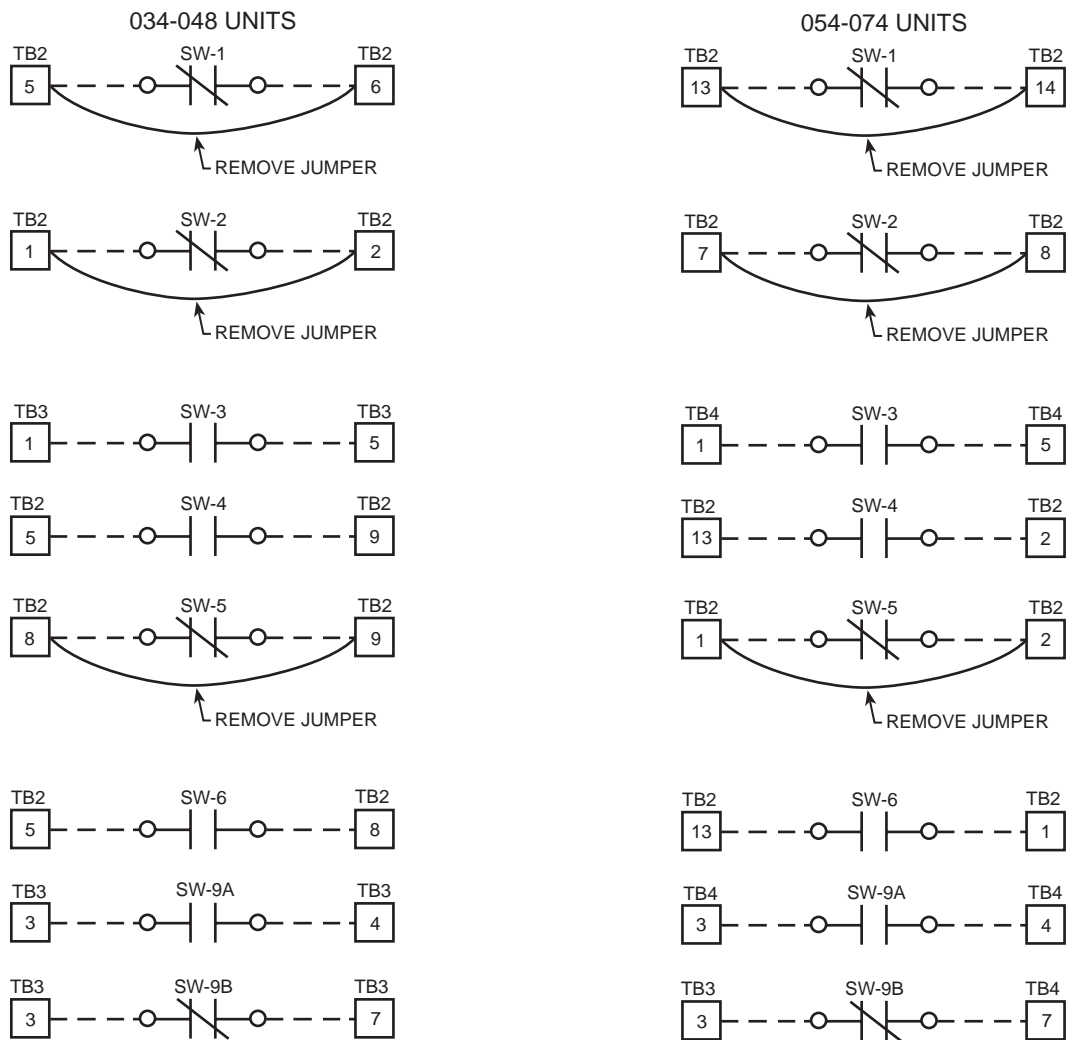 034-048 UNITS
TB2 SW-1 TB2
5 6
REMOVE JUMPER
TB2 SW-2 TB2
1 2
REMOVE JUMPER
TB3 SW-3 TB3
1 5
TB2 SW-4 TB2
5 9
TB2 SW-5 TB2
8 9
REMOVE JUMPER
TB2 SW-6 TB2
5 8
TB3 SW-9A TB3
3 4
TB3 SW-9B TB3
3 7
054-074 UNITS
TB2 SW-1 TB2
13 14
REMOVE JUMPER
TB2 SW-2 TB2
7 8
REMOVE JUMPER
TB4 SW-3 TB4
1 5
TB2 SW-4 TB2
13 2
TB2 SW-5 TB2
1 2
REMOVE JUMPER
TB2 SW-6 TB2
13 1
TB4 SW-9A TB4
3 4
TB3 SW-9B TB4
3 7